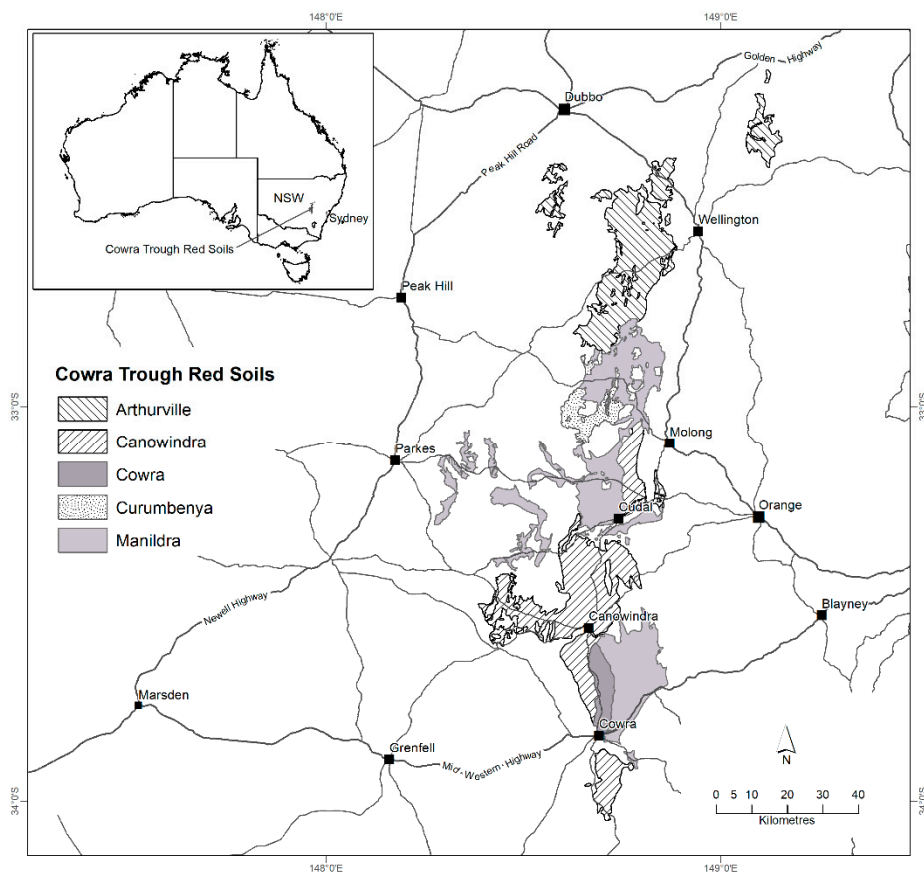 148°0'E
149°0'E
Golden - Highway
Dubbo
Peak Hill Road
NSW
Sydney
Cowra Trough Red Soils
Wellington
Peak Hill
Cowra Trough Red Soils
Arthurville
Canowindra
Cowra
Curumbenya
Manildra
33°0'S
33°0'S
Molong
Parkes
Cudal
Orange
Newell Highway
Canowindra
Blayney
Marsden
Cowra
Grenfell
Mid-Western-Highway
N
0 5 10 20 30 40
Kilometres
34°0'S
34°0'S
148°0'E
149°0'E